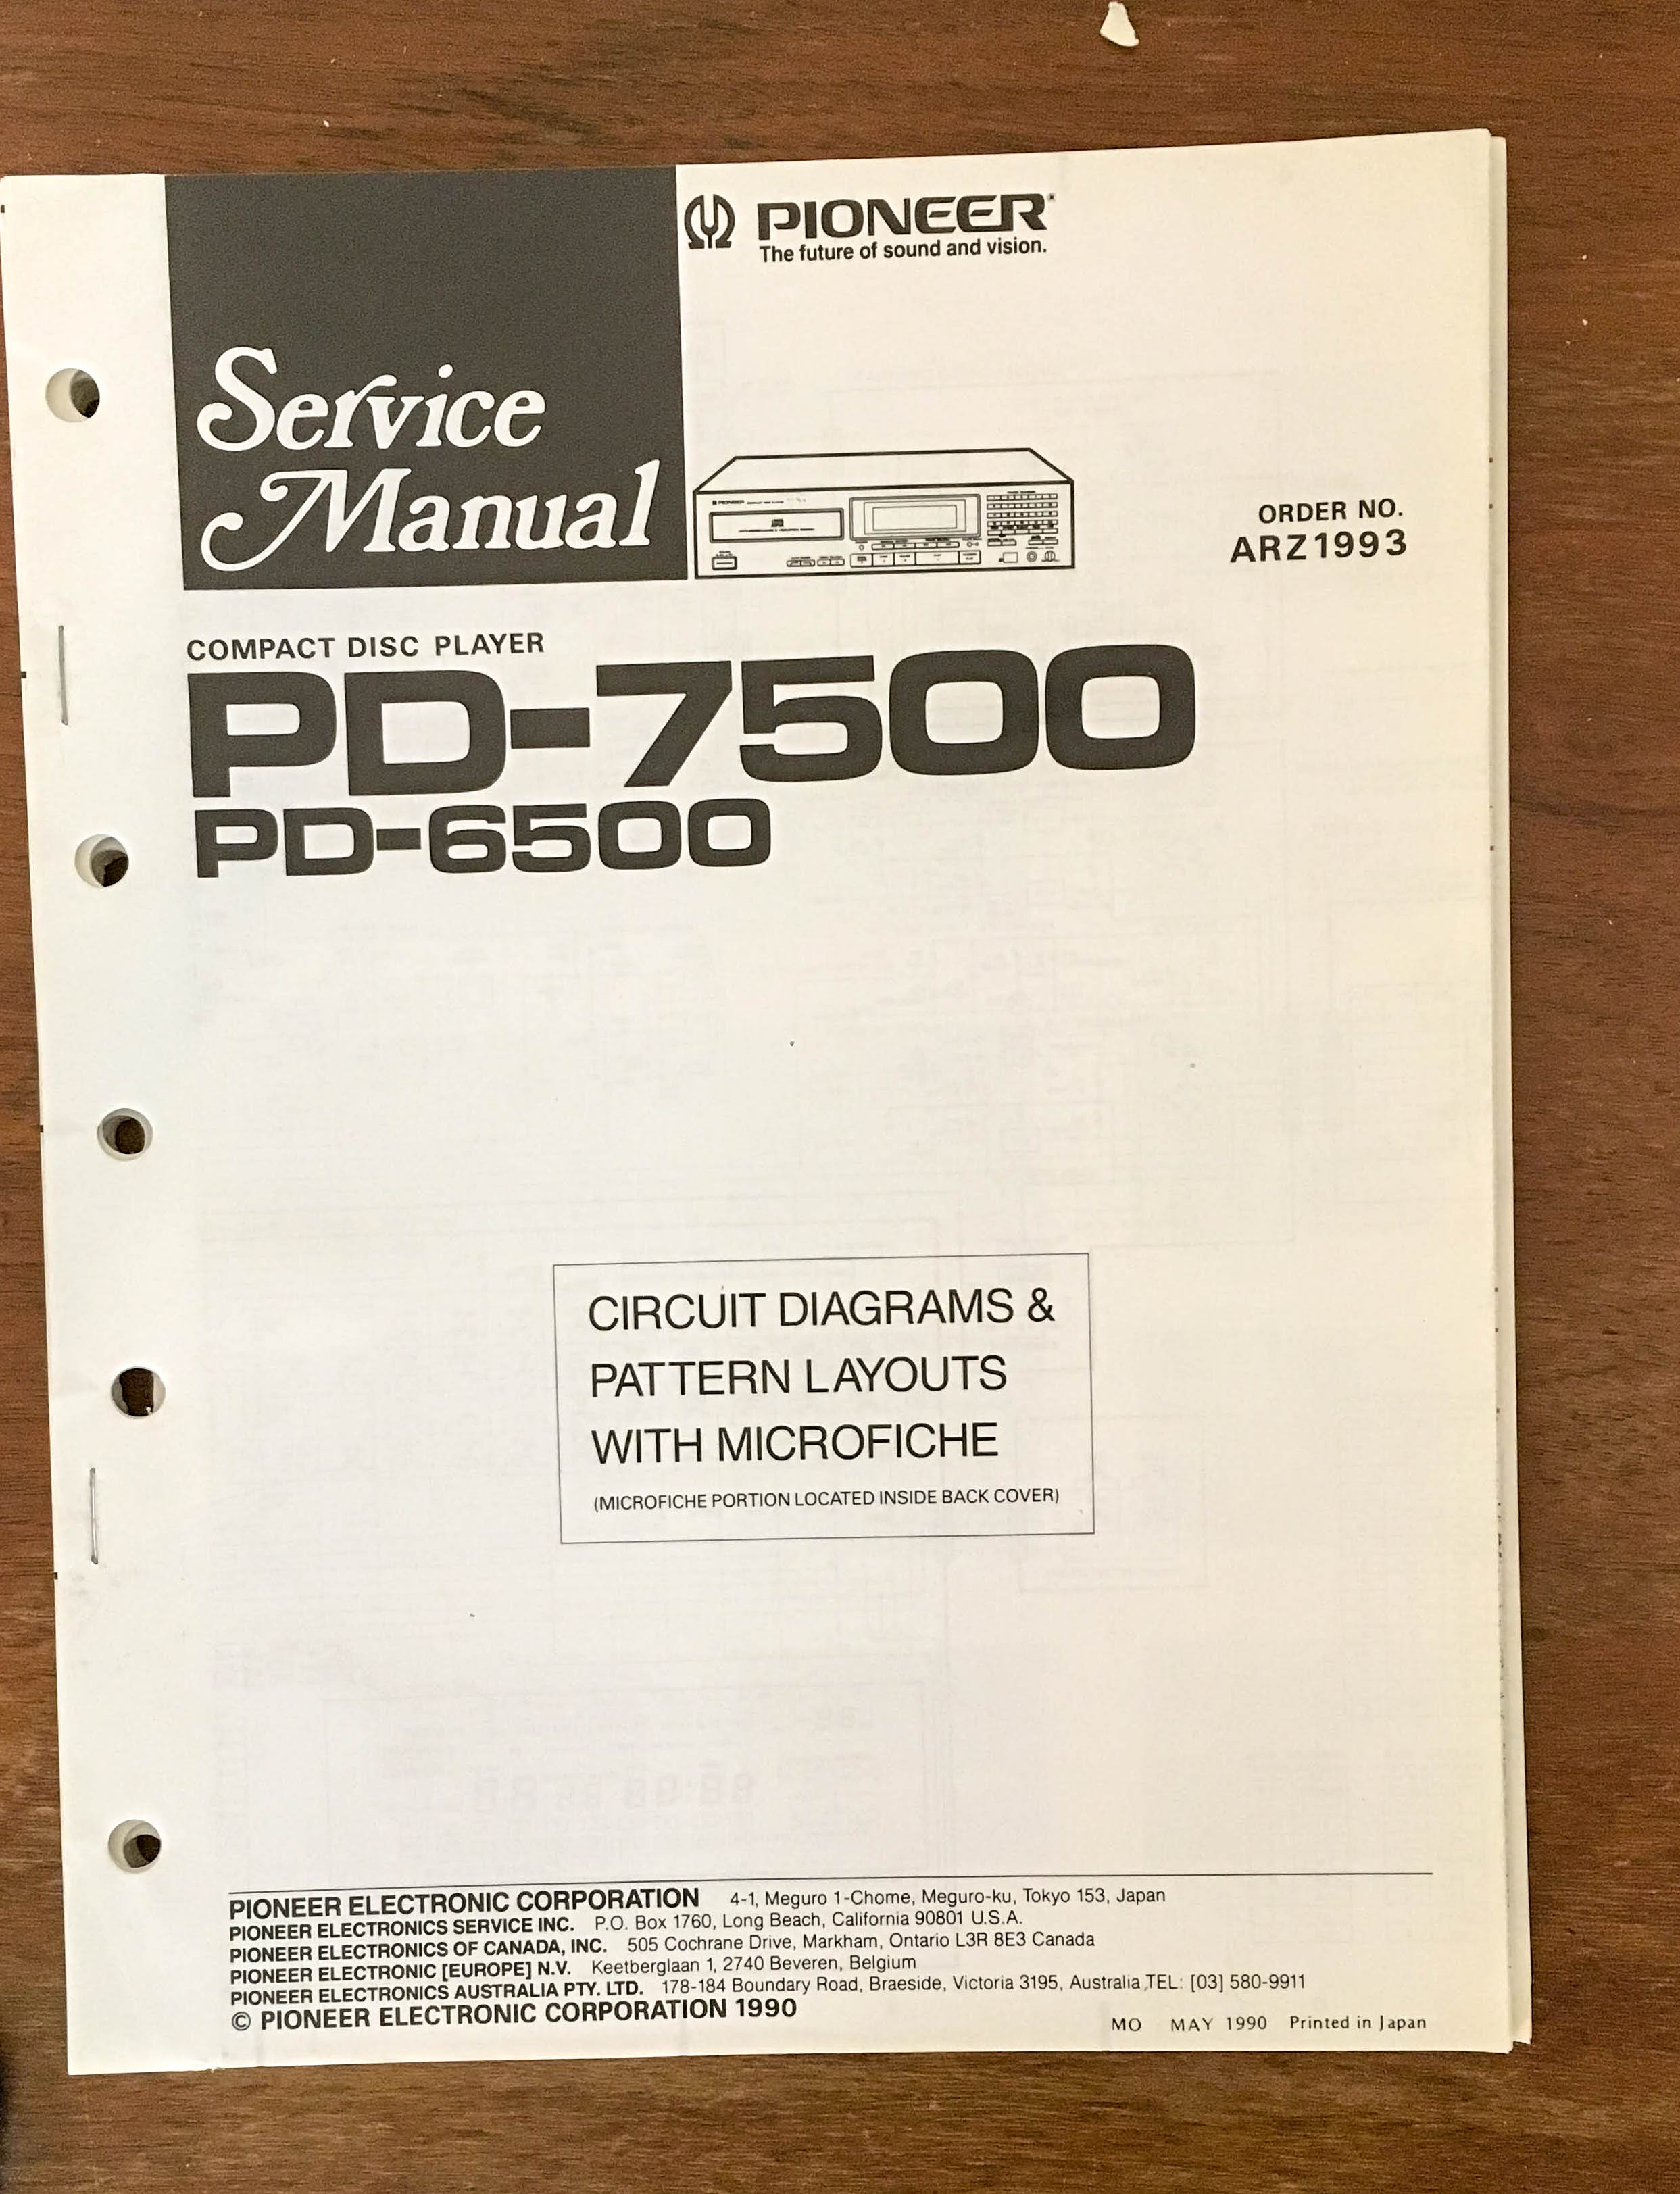 PIONEER
The future of sound and vision.
Service
Manual
PIONEER
ORDER NO.
ARZ1993
COMPACT DISC PLAYER
PD-7500
PD-6500
CIRCUIT DIAGRAMS &
PATTERN LAYOUTS
WITH MICROFICHE
(MICROFICHE PORTION LOCATED INSIDE BACK COVER)
PIONEER ELECTRONIC CORPORATION 4-1, Meguro 1-Chome, Meguro-ku, Tokyo 153, Japan
PIONEER ELECTRONICS SERVICE INC. P.O. Box 1760, Long Beach, California 90801 U.S.A.
PIONEER ELECTRONICS OF CANADA, INC. 505 Cochrane Drive, Markham, Ontario L3R 8E3 Canada
PIONEER ELECTRONIC [EUROPE] N.V. Keetberglaan 1, 2740 Beveren, Belgium
PIONEER ELECTRONICS AUSTRALIA PTY. LTD. 178-184 Boundary Road, Braeside, Victoria 3195, Australia TEL: [03] 580-9911
© PIONEER ELECTRONIC CORPORATION 1990
MO MAY 1990 Printed in Japan